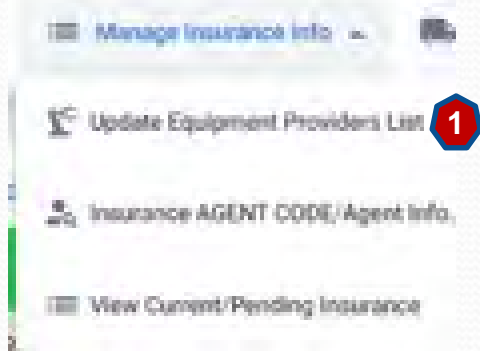 Manage Insurance Info
Update Equipment Providers List 1
Insurance AGENT CODE/Agent Info.
View Current/Pending Insurance